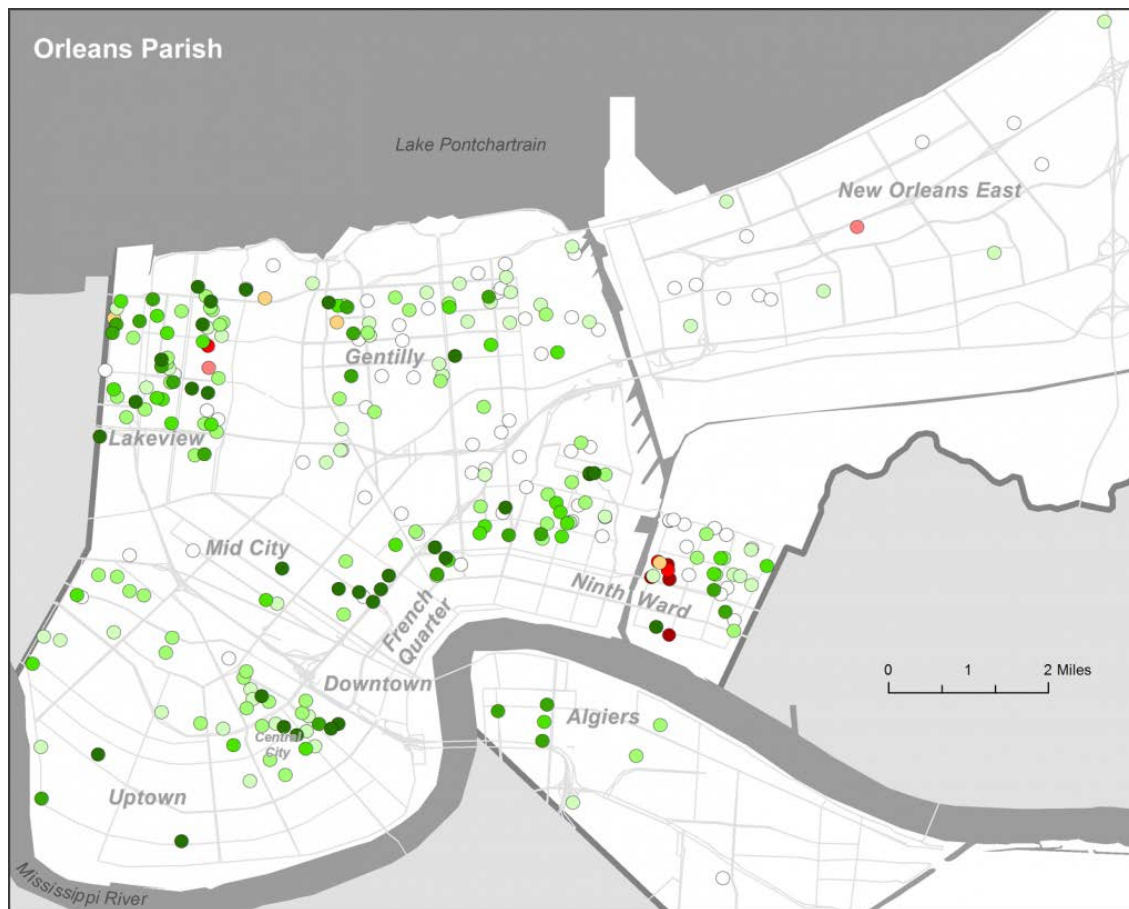 Orleans Parish
Lake Pontchartrain
New Orleans East
Gentilly
Lakeview
Mid City
French
Quarter
Ninth Ward
Downtown
Central
City
Uptown
Algiers
0 1 2 Miles
Mississippi River